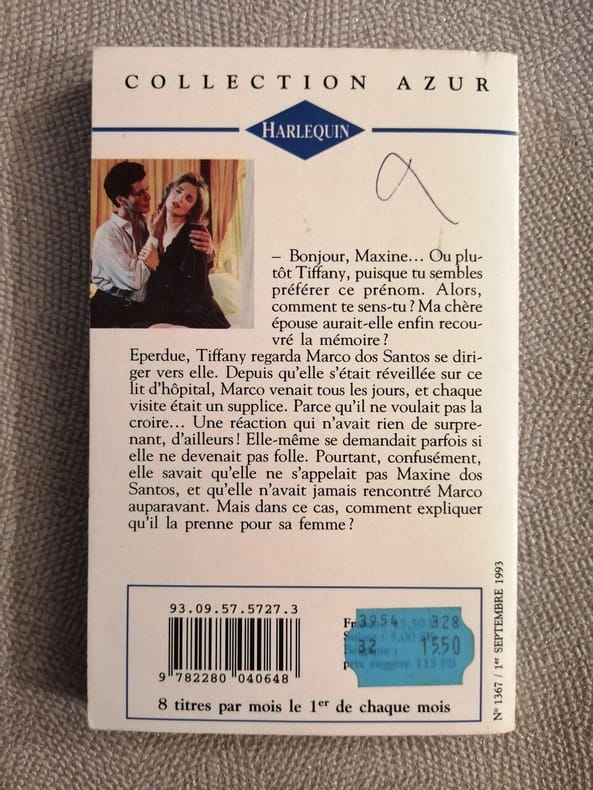 COLLECTION AZUR
HARLEQUIN
– Bonjour, Maxine... Ou plu-
tôt Tiffany, puisque tu sembles
préférer ce prénom. Alors,
comment te sens-tu ? Ma chère
épouse aurait-elle enfin recou-
vré la mémoire ?
Eperdue, Tiffany regarda Marco dos Santos se diri-
ger vers elle. Depuis qu'elle s'était réveillée sur ce
lit d'hôpital, Marco venait tous les jours, et chaque
visite était un supplice. Parce qu'il ne voulait pas la
croire... Une réaction qui n'avait rien de surpre-
nant, d'ailleurs ! Elle-même se demandait parfois si
elle ne devenait pas folle. Pourtant, confusément,
elle savait qu'elle ne s'appelait pas Maxine dos
Santos, et qu'elle n'avait jamais rencontré Marco
auparavant. Mais dans ce cas, comment expliquer
qu'il la prenne pour sa femme ?
93.09.57.5727.3
9 782280 040648
3954 328
32 1550
prix suggéré 113 FB
8 titres par mois le 1er de chaque mois
N° 1367 / 1er SEPTEMBRE 1993